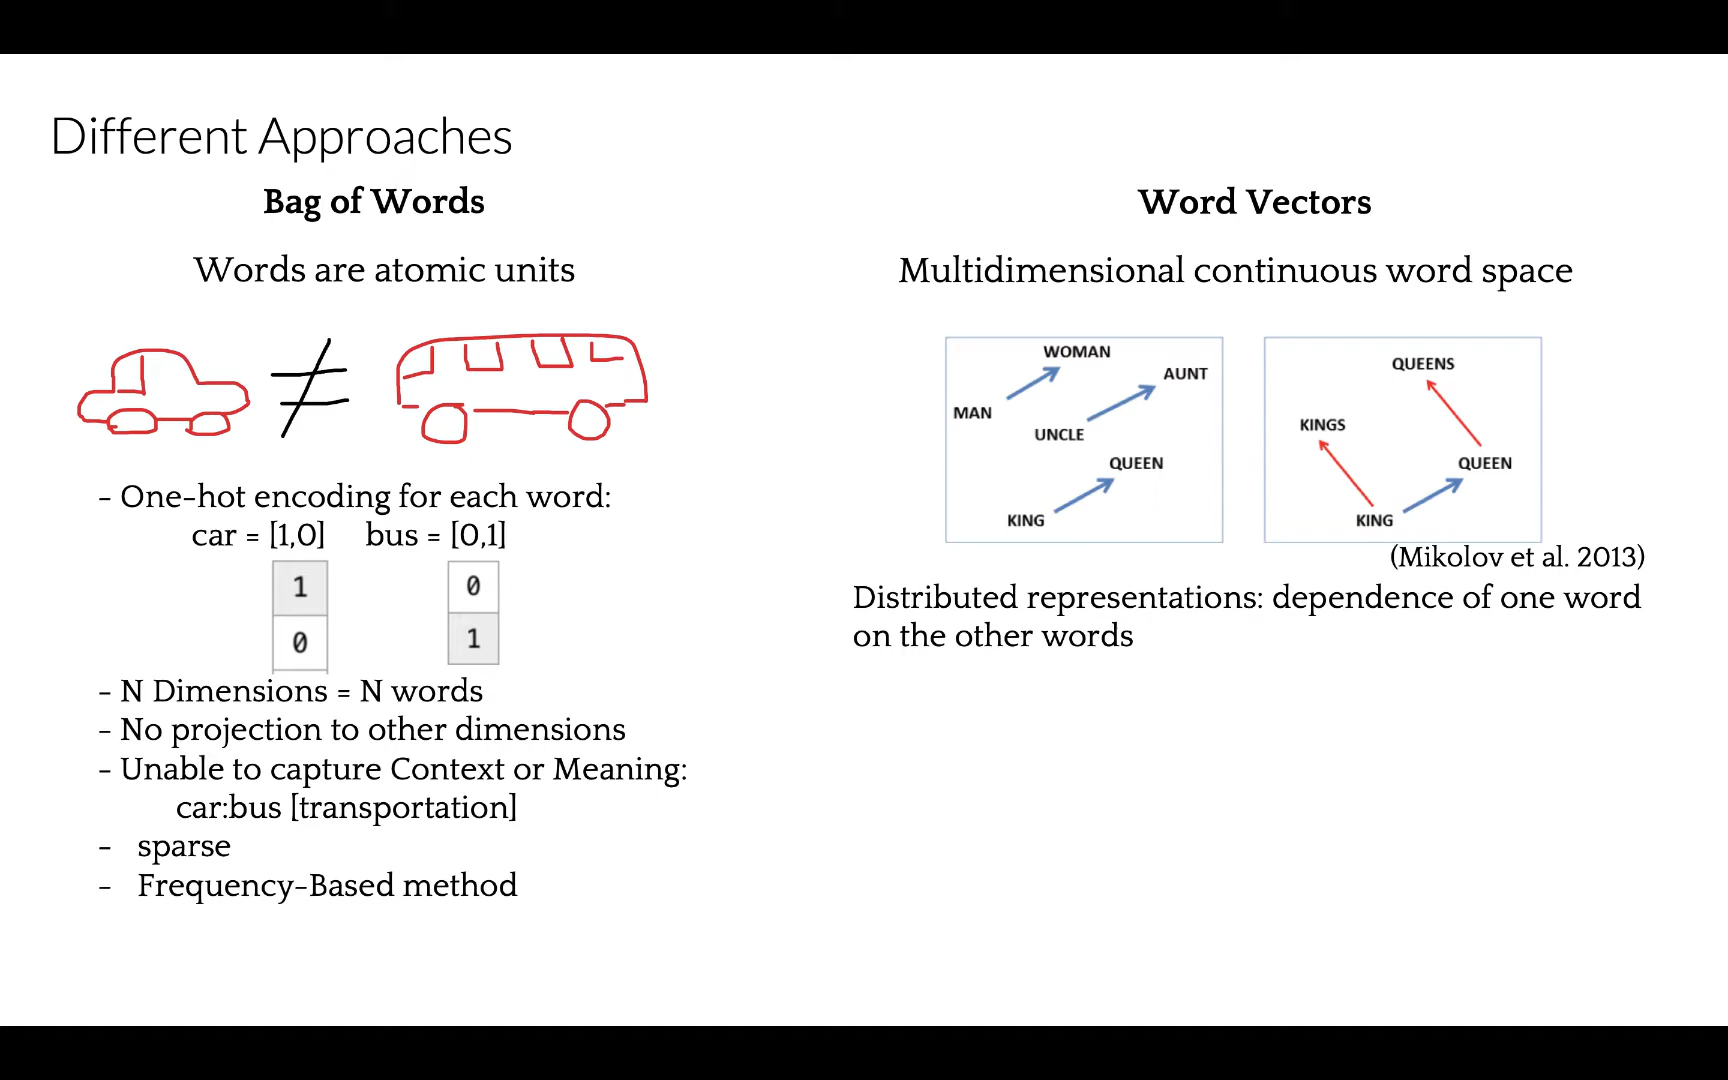 Different Approaches
Bag of Words
Words are atomic units
≠
- One-hot encoding for each word:
car = [1,0] bus = [0,1]
1 0
0 1
- N Dimensions = N words
- No projection to other dimensions
- Unable to capture Context or Meaning:
car:bus [transportation]
- sparse
- Frequency-Based method
Word Vectors
Multidimensional continuous word space
WOMAN
AUNT
MAN
UNCLE
QUEEN
KING
QUEENS
KINGS
QUEEN
KING
(Mikolov et al. 2013)
Distributed representations: dependence of one word
on the other words